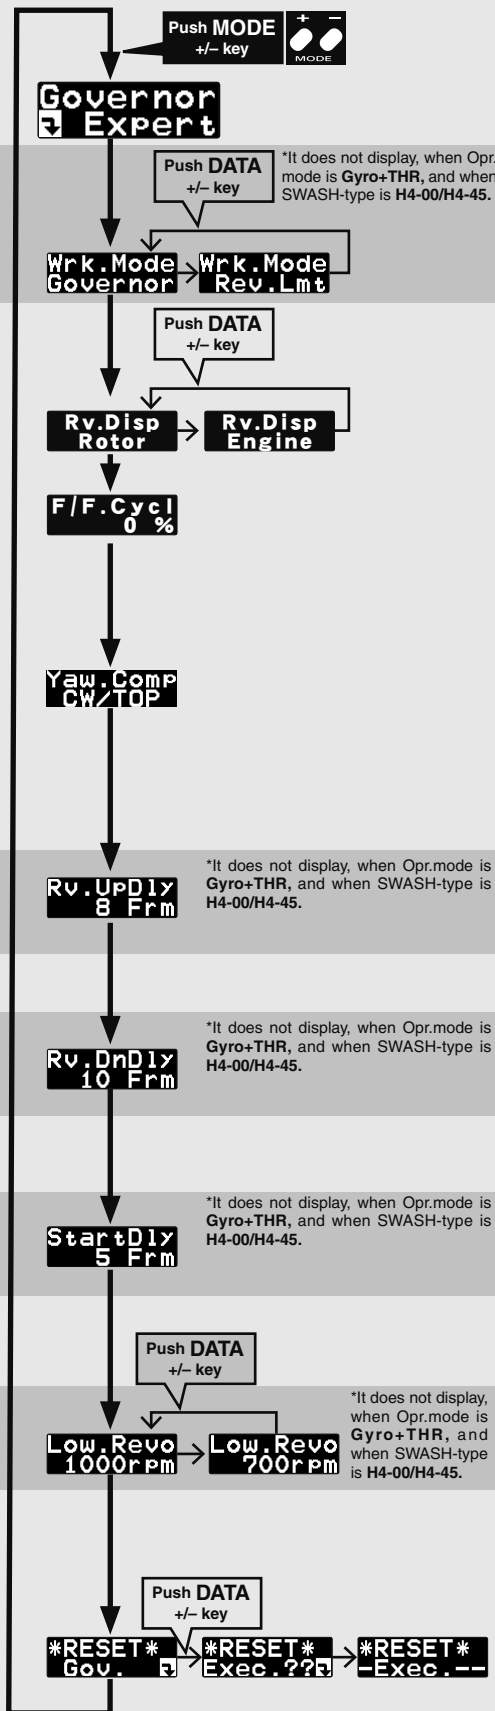 Push MODE
+/– key
+ −
MODE
Governor
Expert
Push DATA
+/– key
*It does not display, when Opr.
mode is Gyro+THR, and when
SWASH-type is H4-00/H4-45.
Wrk.Mode
Governor
Wrk.Mode
Rev.Lmt
Push DATA
+/– key
Rv.Disp
Rotor
Rv.Disp
Engine
F/F.Cycl
0 %
Yaw.Comp
CW/TOP
Rv.UpDly
8 Frm
*It does not display, when Opr.mode is
Gyro+THR, and when SWASH-type is
H4-00/H4-45.
Rv.DnDly
10 Frm
*It does not display, when Opr.mode is
Gyro+THR, and when SWASH-type is
H4-00/H4-45.
StartDly
5 Frm
*It does not display, when Opr.mode is
Gyro+THR, and when SWASH-type is
H4-00/H4-45.
Push DATA
+/– key
Low.Revo
1000rpm
Low.Revo
700rpm
*It does not display,
when Opr.mode is
Gyro+THR, and
when SWASH-type
is H4-00/H4-45.
Push DATA
+/– key
*RESET*
Gov.
*RESET*
Exec.??
*RESET*
-Exec.--